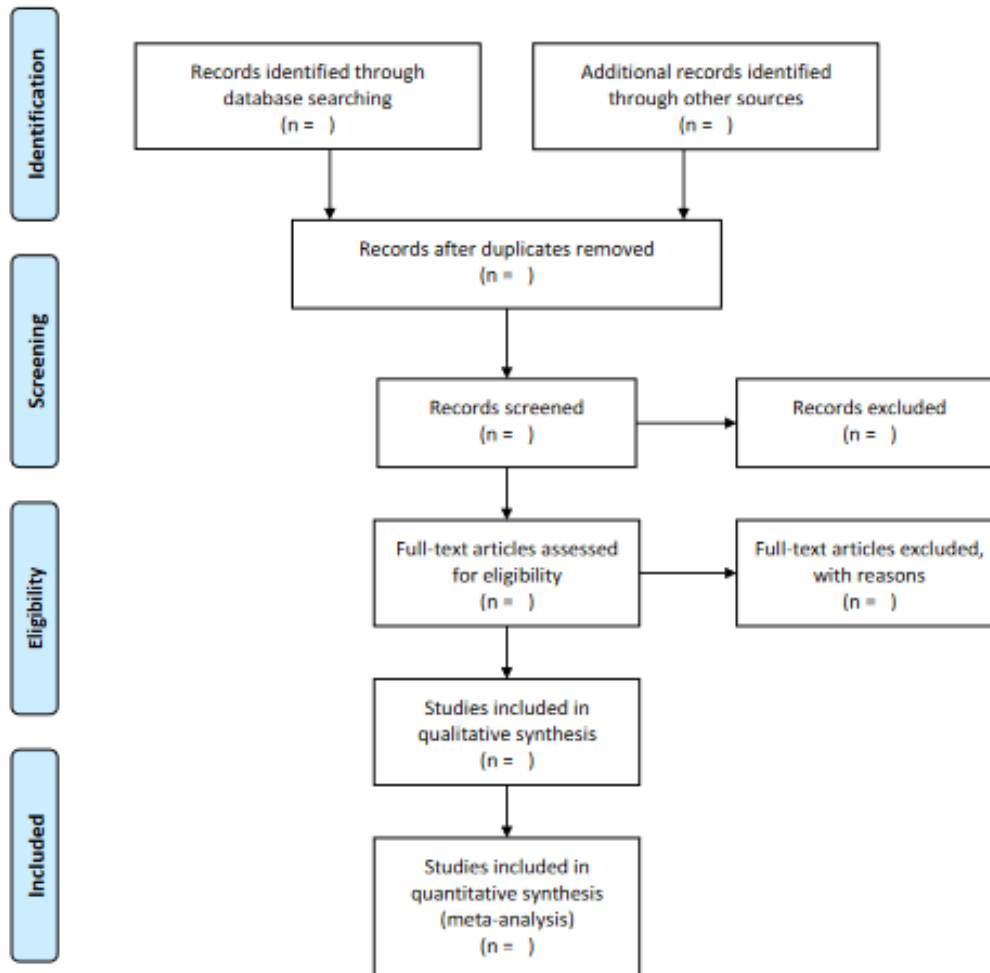 Identification
Records identified through
database searching
(n =   )
Additional records identified
through other sources
(n =   )
Records after duplicates removed
(n =   )
Screening
Records screened
(n =   )
Records excluded
(n =   )
Eligibility
Full-text articles assessed
for eligibility
(n =   )
Full-text articles excluded,
with reasons
(n =   )
Studies included in
qualitative synthesis
(n =   )
Included
Studies included in
quantitative synthesis
(meta-analysis)
(n =   )